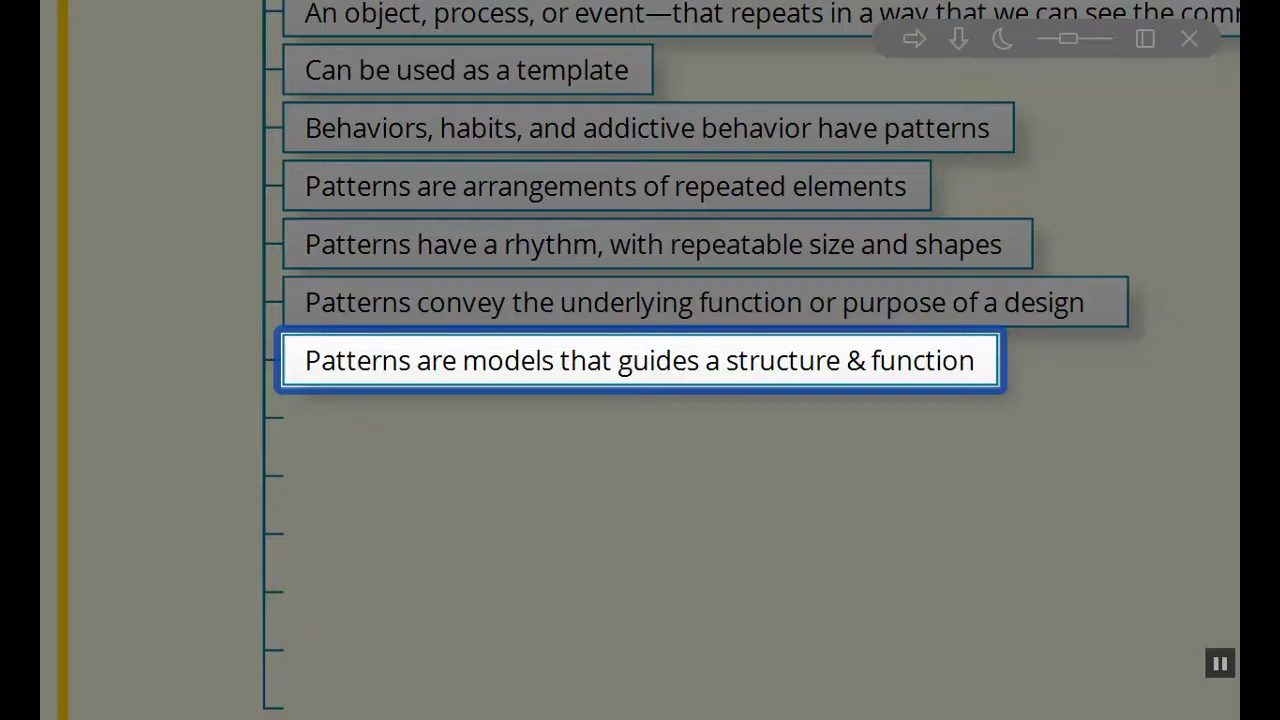 An object, process, or event—that repeats in a way that we can see the
Can be used as a template
Behaviors, habits, and addictive behavior have patterns
Patterns are arrangements of repeated elements
Patterns have a rhythm, with repeatable size and shapes
Patterns convey the underlying function or purpose of a design
Patterns are models that guides a structure & function